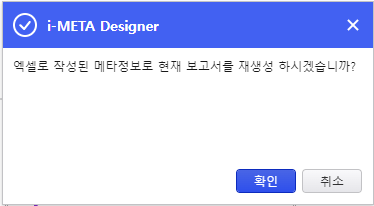 i-META Designer
엑셀로 작성된 메타정보로 현재 보고서를 재생성 하시겠습니까?
확인
취소